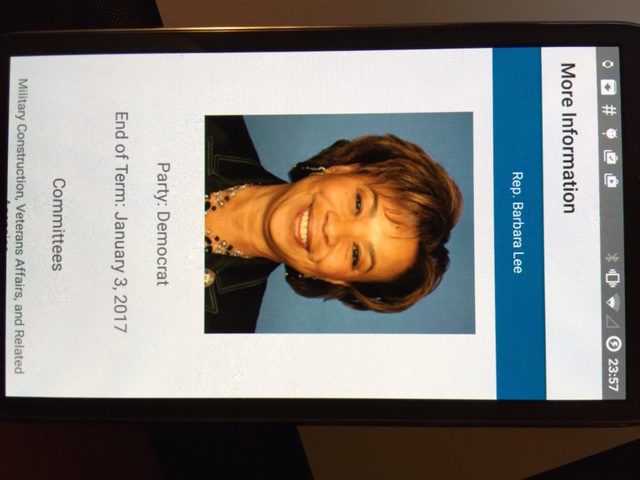 23:57
More Information
Rep. Barbara Lee
Party: Democrat
End of Term: January 3, 2017
Committees
Military Construction, Veterans Affairs, and Related